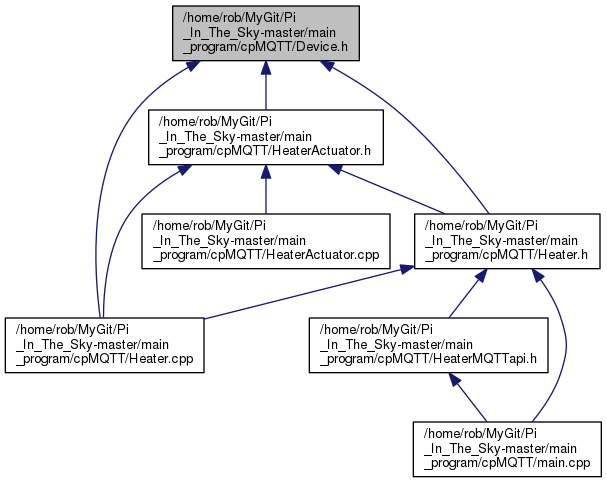 /home/rob/MyGit/Pi
_In_The_Sky-master/main
_program/cpMQTT/Device.h
/home/rob/MyGit/Pi
_In_The_Sky-master/main
_program/cpMQTT/HeaterActuator.h
/home/rob/MyGit/Pi
_In_The_Sky-master/main
_program/cpMQTT/HeaterActuator.cpp
/home/rob/MyGit/Pi
_In_The_Sky-master/main
_program/cpMQTT/Heater.h
/home/rob/MyGit/Pi
_In_The_Sky-master/main
_program/cpMQTT/Heater.cpp
/home/rob/MyGit/Pi
_In_The_Sky-master/main
_program/cpMQTT/HeaterMQTTapi.h
/home/rob/MyGit/Pi
_In_The_Sky-master/main
_program/cpMQTT/main.cpp